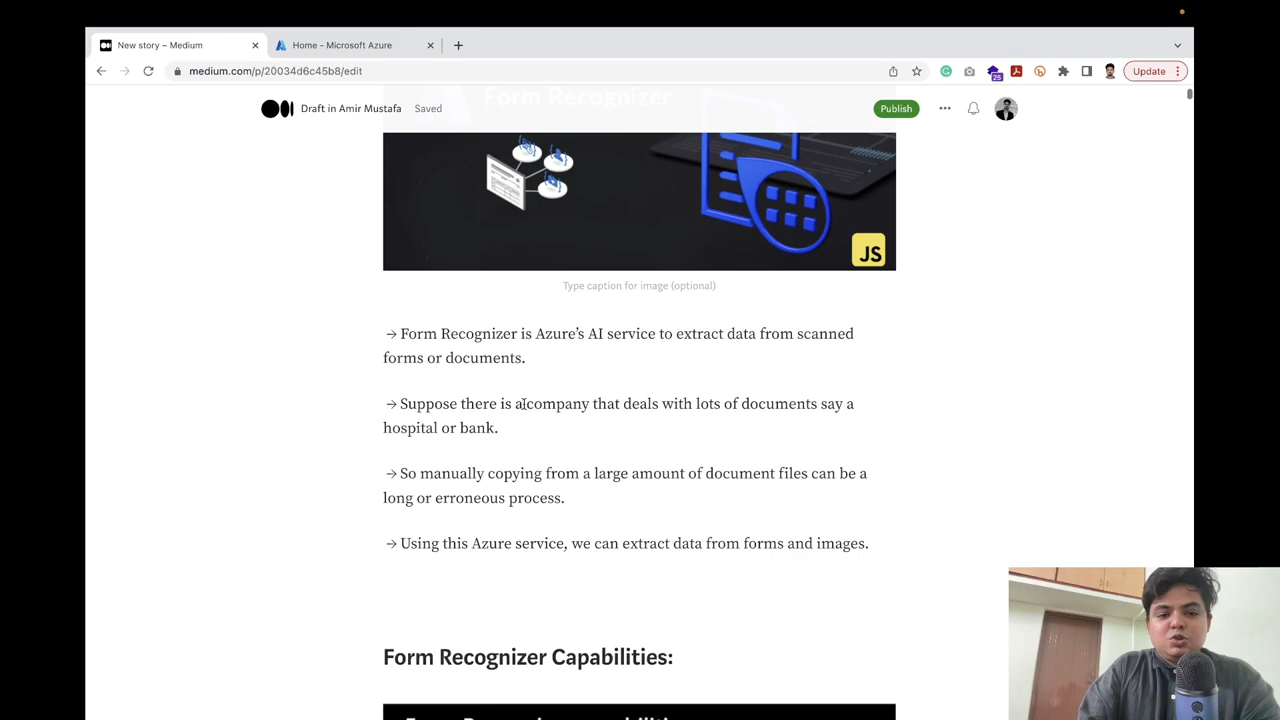 New story – Medium
Home - Microsoft Azure
medium.com/p/20034d6c45b8/edit
25
Update
Form Recognizer
Draft in Amir Mustafa
Saved
Publish
JS
Type caption for image (optional)
→ Form Recognizer is Azure’s AI service to extract data from scanned
forms or documents.
→ Suppose there is a company that deals with lots of documents say a
hospital or bank.
→ So manually copying from a large amount of document files can be a
long or erroneous process.
→ Using this Azure service, we can extract data from forms and images.
Form Recognizer Capabilities: